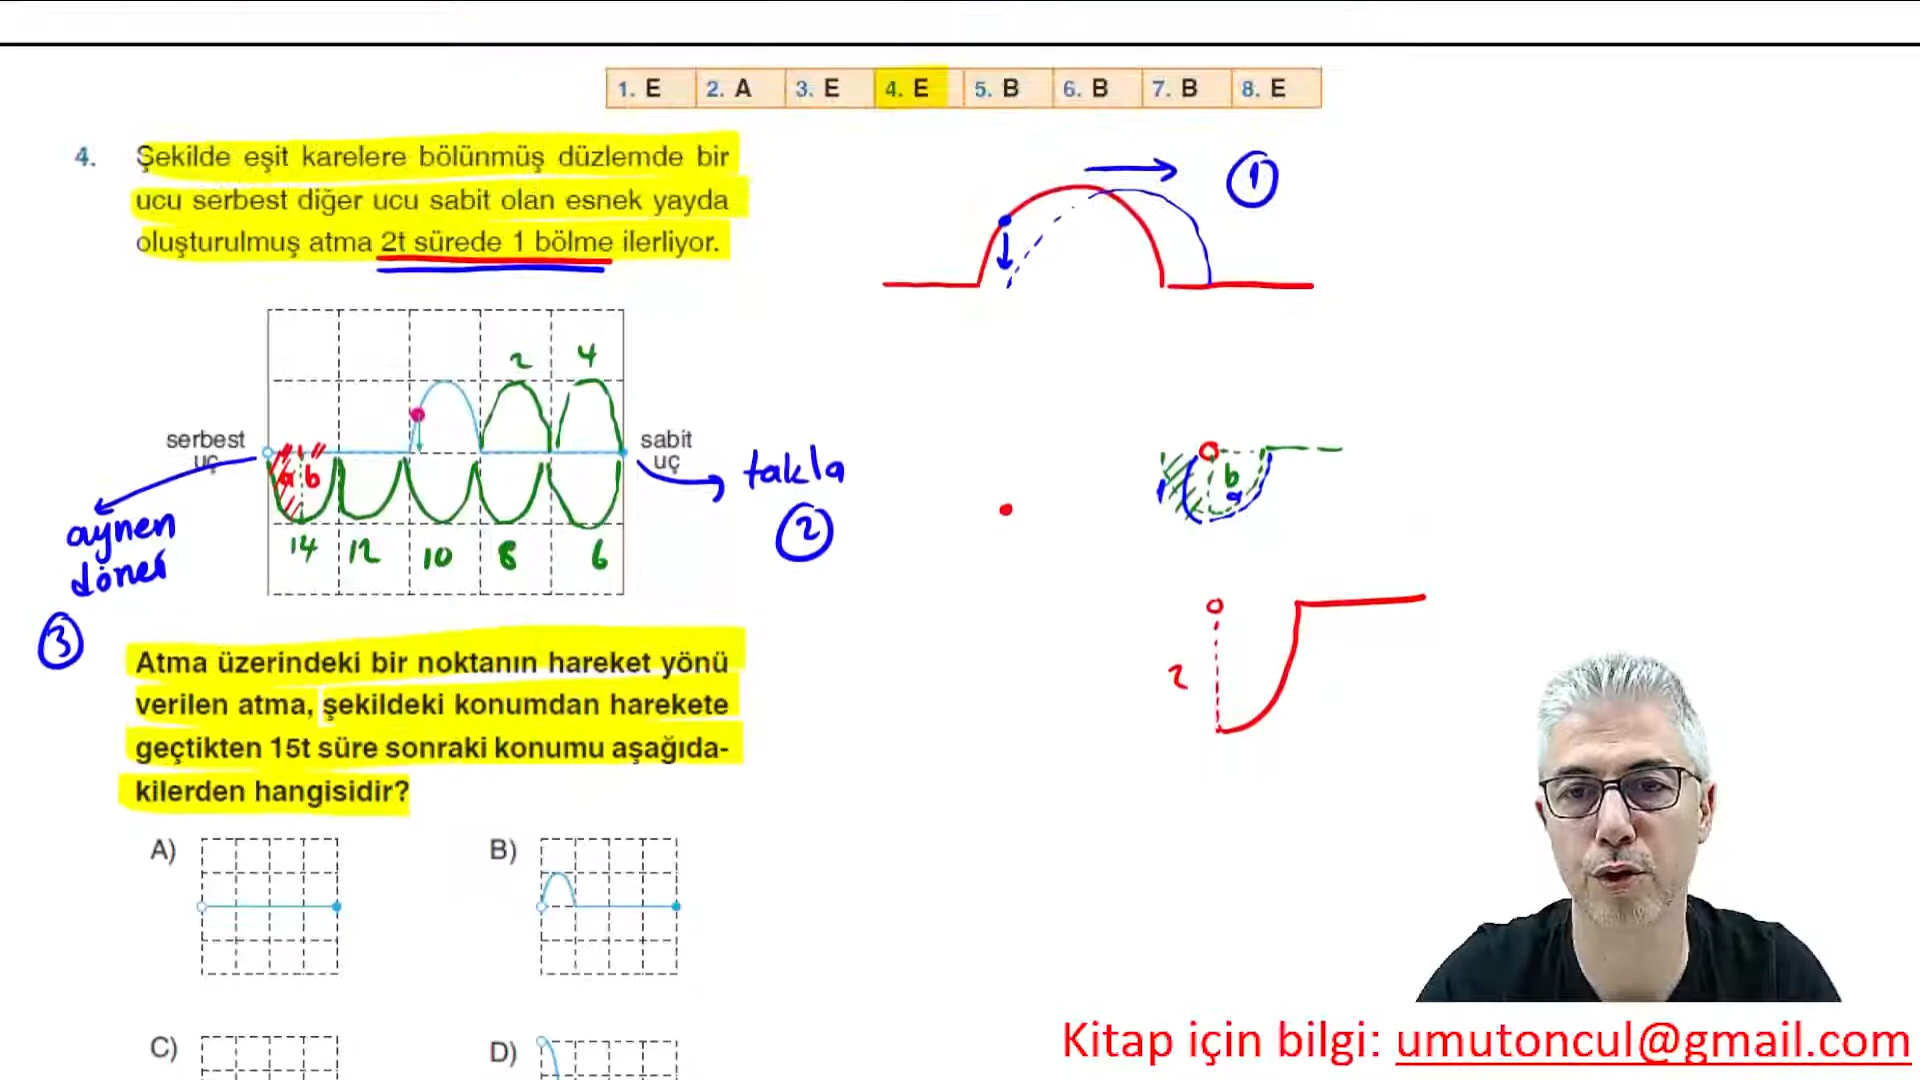 1. E 2. A 3. E 4. E 5. B 6. B 7. B 8. E
4. Şekilde eşit karelere bölünmüş düzlemde bir
ucu serbest diğer ucu sabit olan esnek yayda
oluşturulmuş atma 2t sürede 1 bölme ilerliyor.
1
2 4
serbest
uç
sabit
uç
a b
takla
2
aynen
döner
3
14 12 10 8 6
b
a
2
Atma üzerindeki bir noktanın hareket yönü
verilen atma, şekildeki konumdan harekete
geçtikten 15t süre sonraki konumu aşağıda-
kilerden hangisidir?
A) B)
C) D)
Kitap için bilgi: umutoncul@gmail.com